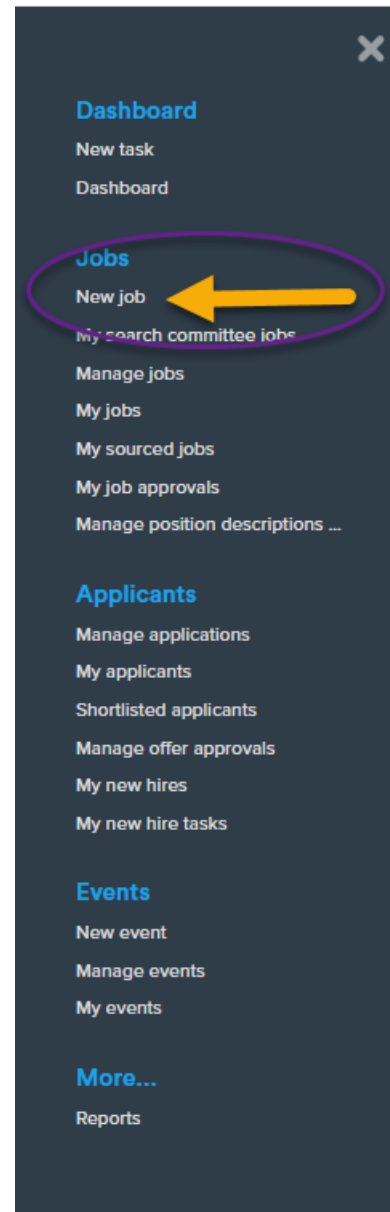 Dashboard
New task
Dashboard
Jobs
New job
My search committee jobs
Manage jobs
My jobs
My sourced jobs
My job approvals
Manage position descriptions ...
Applicants
Manage applications
My applicants
Shortlisted applicants
Manage offer approvals
My new hires
My new hire tasks
Events
New event
Manage events
My events
More...
Reports